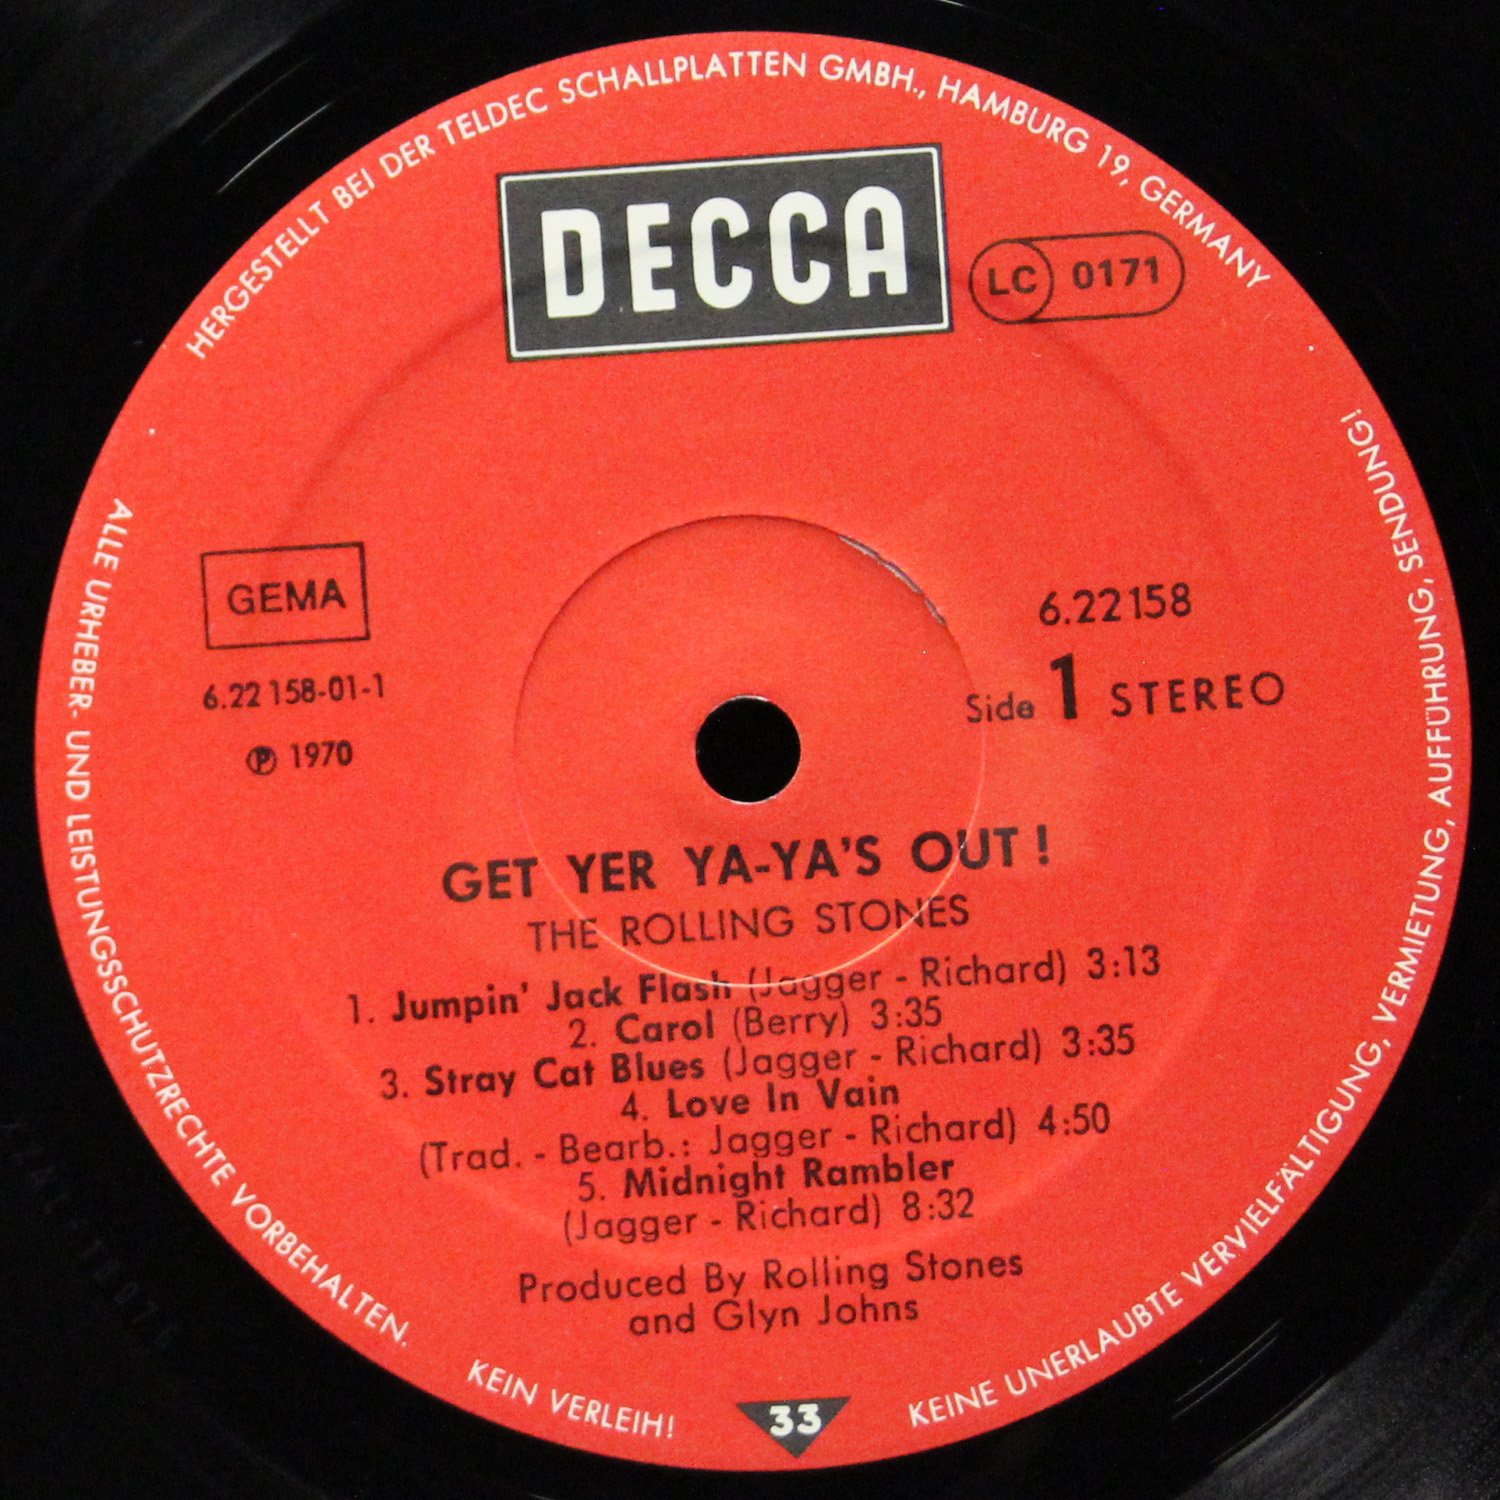 HERGESTELLT BEI DER TELDEC SCHALLPLATTEN GMBH., HAMBURG 19, GERMANY
DECCA
LC 0171
GEMA
6.22158
6.22 158-01-1
Side 1 STEREO
℗ 1970
GET YER YA-YA'S OUT!
THE ROLLING STONES
1. Jumpin' Jack Flash (Jagger - Richard) 3:13
2. Carol (Berry) 3:35
3. Stray Cat Blues (Jagger - Richard) 3:35
4. Love In Vain
(Trad. - Bearb.: Jagger - Richard) 4:50
5. Midnight Rambler
(Jagger - Richard) 8:32
Produced By Rolling Stones
and Glyn Johns
33
ALLE URHEBER- UND LEISTUNGSSCHUTZRECHTE VORBEHALTEN.
KEIN VERLEIH!
KEINE UNERLAUBTE VERVIELFÄLTIGUNG, VERMIETUNG, AUFFÜHRUNG, SENDUNG!